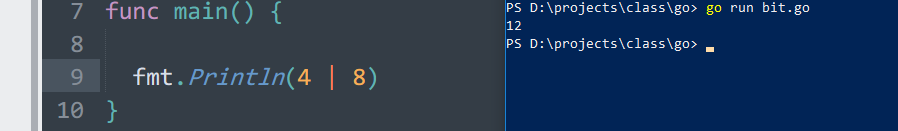 7 func main() {
8
9 fmt.Println(4 | 8)
10 }
PS D:\projects\class\go> go run bit.go
12
PS D:\projects\class\go>